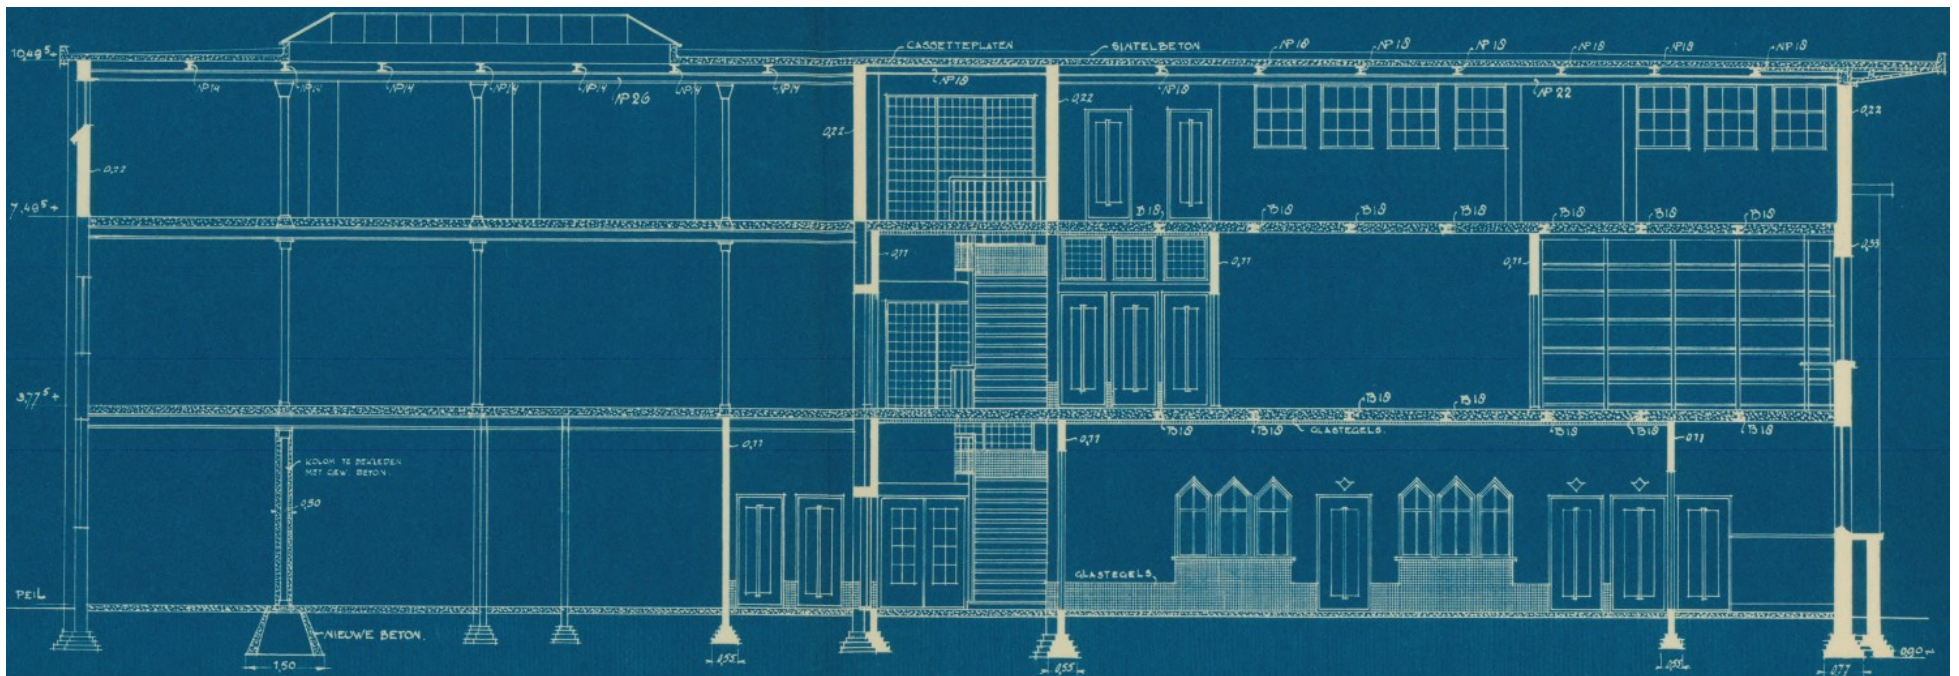 10,49⁵+
CASSETTEPLATEN
SINTELBETON
NP 18
NP 18
NP 18
NP 18
NP 18
NP 18
NP 14
NP 14
NP 14
NP 14
NP 14
NP 14
NP 14
NP 26
NP 18
NP 18
NP 22
0,22
0,22
0,22
0,22
7,49⁵+
B 18
B 18
B 18
B 18
B 18
B 18
B 18
0,11
0,11
0,11
0,33
3,77⁵+
B 18
B 18
B 18
B 18
B 18
B 18
B 18
GLASTEGELS.
0,11
0,11
0,11
KOLOM TE BEKLEDEN
MET GEW. BETON.
0,50
GLASTEGELS.
PEIL
NIEUWE BETON.
1,50
0,55
0,55
0,55
0,77
0,90-